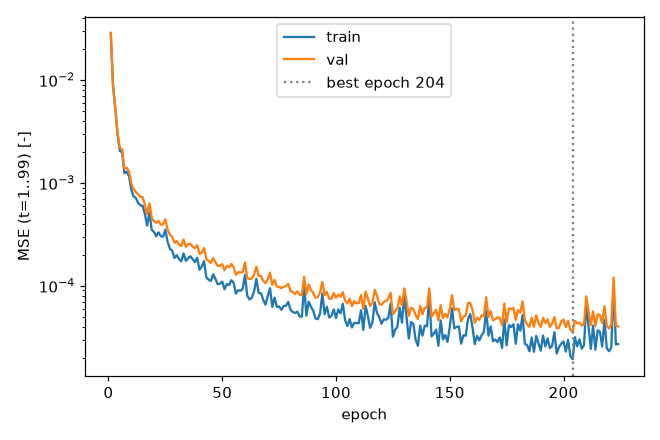 train
val
best epoch 204
10⁻²
10⁻³
10⁻⁴
MSE (t=1..99) [-]
0 50 100 150 200
epoch